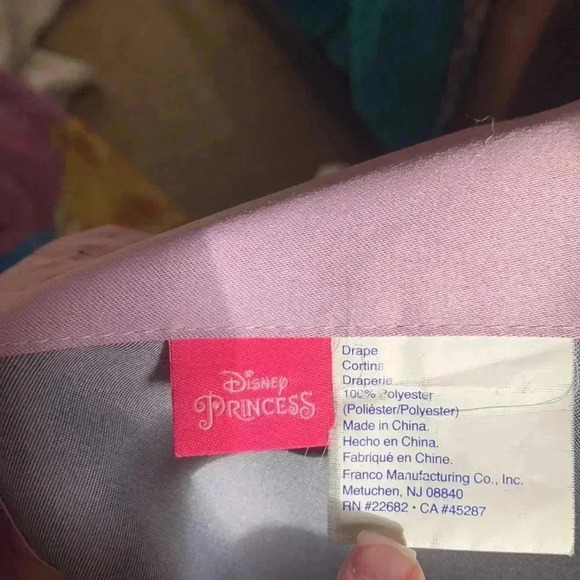 Disney
PRINCESS
Drape
Cortina
Draperie
100% Polyester
(Poliéster/Polyester)
Made in China.
Hecho en China.
Fabriqué en Chine.
Franco Manufacturing Co., Inc.
Metuchen, NJ 08840
RN #22682 • CA #45287